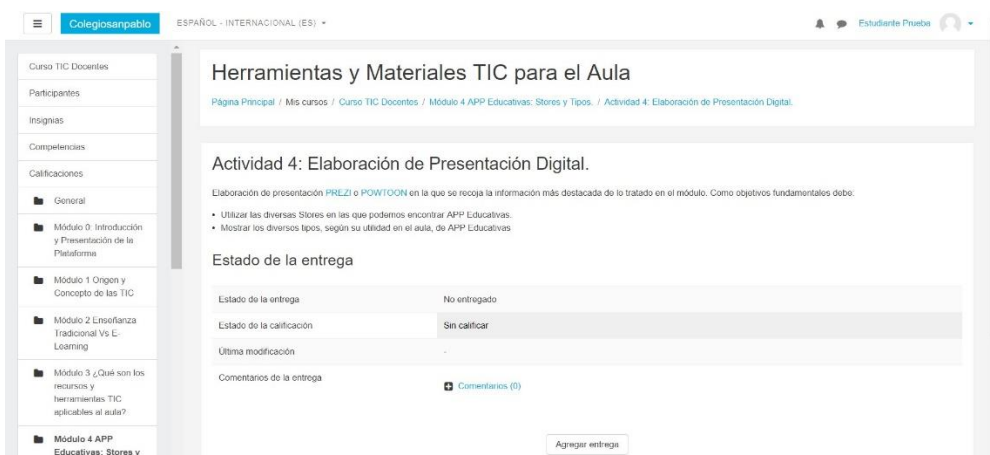 Colegiosanpablo
ESPAÑOL - INTERNACIONAL (ES)
Estudiante Prueba
Curso TIC Docentes
Participantes
Insignias
Competencias
Calificaciones
General
Módulo 0: Introducción
y Presentación de la
Plataforma
Módulo 1 Origen y
Concepto de las TIC
Módulo 2 Enseñanza
Tradicional Vs E-
Learning
Módulo 3 ¿Qué son los
recursos y
herramientas TIC
aplicables al aula?
Módulo 4 APP
Educativas: Stores y
Herramientas y Materiales TIC para el Aula
Página Principal / Mis cursos / Curso TIC Docentes / Módulo 4 APP Educativas: Stores y Tipos. / Actividad 4: Elaboración de Presentación Digital.
Actividad 4: Elaboración de Presentación Digital.
Elaboración de presentación PREZI o POWTOON en la que se recoja la información más destacada de lo tratado en el módulo. Como objetivos fundamentales debe:
• Utilizar las diversas Stores en las que podemos encontrar APP Educativas.
• Mostrar los diversos tipos, según su utilidad en el aula, de APP Educativas
Estado de la entrega
Estado de la entrega No entregado
Estado de la calificación Sin calificar
Última modificación -
Comentarios de la entrega Comentarios (0)
Agregar entrega